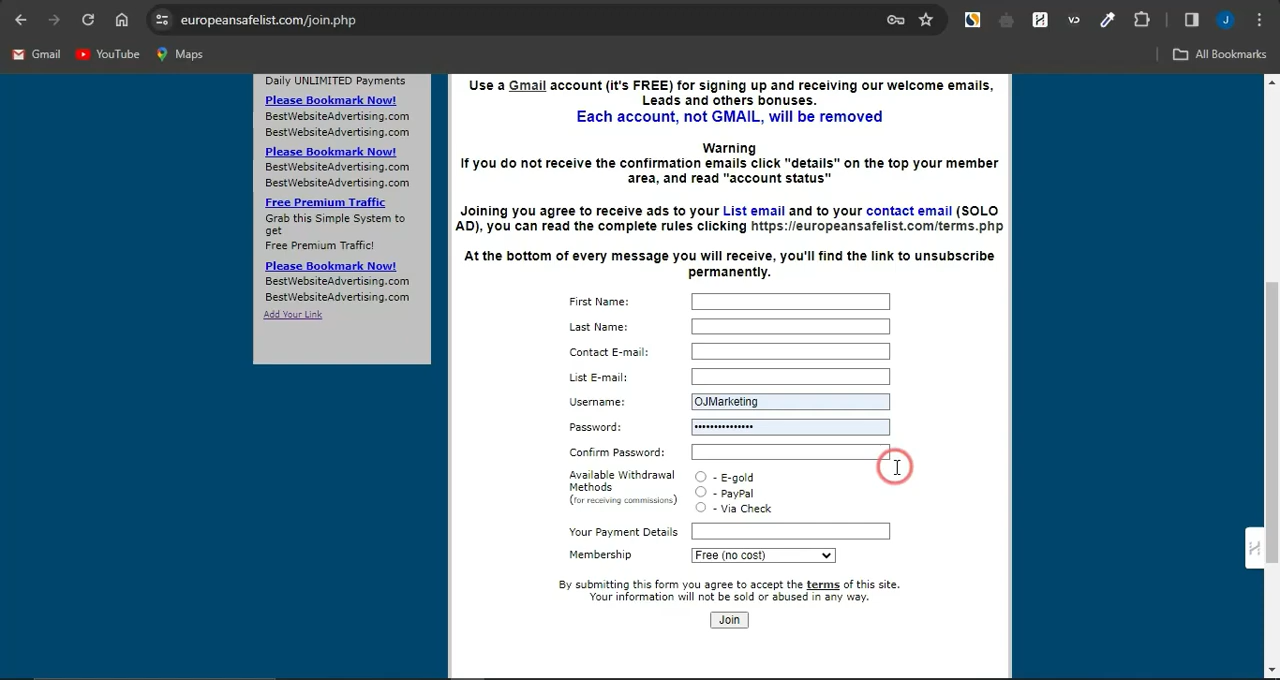 europeansafelist.com/join.php
J
Gmail
YouTube
Maps
All Bookmarks
Daily UNLIMITED Payments
Please Bookmark Now!
BestWebsiteAdvertising.com
BestWebsiteAdvertising.com
Please Bookmark Now!
BestWebsiteAdvertising.com
BestWebsiteAdvertising.com
Free Premium Traffic
Grab this Simple System to
get
Free Premium Traffic!
Please Bookmark Now!
BestWebsiteAdvertising.com
BestWebsiteAdvertising.com
Add Your Link
Use a Gmail account (it's FREE) for signing up and receiving our welcome emails,
Leads and others bonuses.
Each account, not GMAIL, will be removed
Warning
If you do not receive the confirmation emails click "details" on the top your member
area, and read "account status"
Joining you agree to receive ads to your List email and to your contact email (SOLO
AD), you can read the complete rules clicking https://europeansafelist.com/terms.php
At the bottom of every message you will receive, you'll find the link to unsubscribe
permanently.
First Name:
Last Name:
Contact E-mail:
List E-mail:
Username: OJMarketing
Password: •••••••••••••••
Confirm Password:
Available Withdrawal
Methods
(for receiving commissions)
- E-gold
- PayPal
- Via Check
Your Payment Details
Membership Free (no cost)
By submitting this form you agree to accept the terms of this site.
Your information will not be sold or abused in any way.
Join